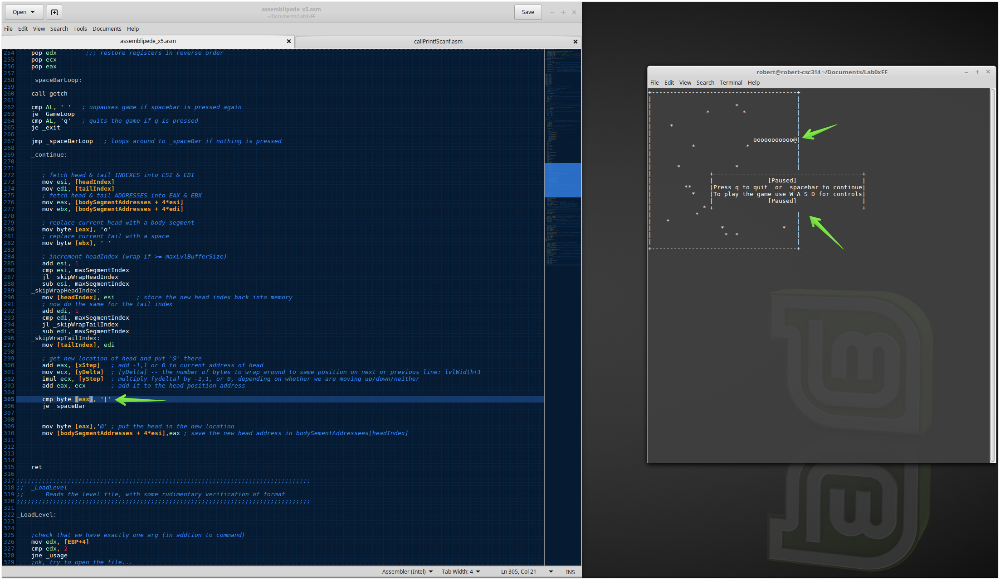 Open
assemblipede_x5.asm
~/Documents/Lab0xFF
Save
File Edit View Search Tools Documents Help
assemblipede_x5.asm
callPrintfScanf.asm
254 pop edx ;;; restore registers in reverse order
255 pop ecx
256 pop eax
257
258 _spaceBarLoop:
259
260 call getch
261
262 cmp AL, ' ' ; unpauses game if spacebar is pressed again
263 je _GameLoop
264 cmp AL, 'q' ; quits the game if q is pressed
265 je _exit
266
267 jmp _spaceBarLoop ; loops around to _spaceBar if nothing is pressed
268
269 _continue:
270
271
272 ; fetch head & tail INDEXES into ESI & EDI
273 mov esi, [headIndex]
274 mov edi, [tailIndex]
275 ; fetch head & tail ADDRESSES into EAX & EBX
276 mov eax, [bodySegmentAddresses + 4*esi]
277 mov ebx, [bodySegmentAddresses + 4*edi]
278
279 ; replace current head with a body segment
280 mov byte [eax], 'o'
281 ; replace current tail with a space
282 mov byte [ebx], ' '
283
284 ; increment headIndex (wrap if >= maxLvlBufferSize)
285 add esi, 1
286 cmp esi, maxSegmentIndex
287 jl _skipWrapHeadIndex
288 sub esi, maxSegmentIndex
289 _skipWrapHeadIndex:
290 mov [headIndex], esi ; store the new head index back into memory
291 ; now do the same for the tail index
292 add edi, 1
293 cmp edi, maxSegmentIndex
294 jl _skipWrapTailIndex
295 sub edi, maxSegmentIndex
296 _skipWrapTailIndex:
297 mov [tailIndex], edi
298
299 ; get new location of head and put '@' there
300 add eax, [xStep] ; add -1,1 or 0 to current address of head
301 mov ecx, [yDelta] ; [yDelta] -- the number of bytes to wrap around to same position on next or previous line: lvlWidth+1
302 imul ecx, [yStep] ; multiply [ydelta] by -1,1, or 0, depending on whether we are moving up/down/neither
303 add eax, ecx ; add it to the head position address
304
305 cmp byte [eax], '|'
306 je _spaceBar
307
308
309 mov byte [eax],'@' ; put the head in the new location
310 mov [bodySegmentAddresses + 4*esi],eax ; save the new head address in bodySementAddressees[headIndex]
311
312
313
314
315 ret
316
317 ;;;;;;;;;;;;;;;;;;;;;;;;;;;;;;;;;;;;;;;;;;;;;;;;;;;;;;;;;;;;;;;;;;;;;;;;;;;;;;;;;
318 ;; _LoadLevel
319 ;; Reads the level file, with some rudimentary verification of format
320 ;;;;;;;;;;;;;;;;;;;;;;;;;;;;;;;;;;;;;;;;;;;;;;;;;;;;;;;;;;;;;;;;;;;;;;;;;;;;;;;;;
321
322 _LoadLevel:
323
324
325 ;check that we have exactly one arg (in addtion to command)
326 mov edx, [EBP+4]
327 cmp edx, 2
328 jne _usage
329 ;ok, try to open the file...
Assembler (Intel) Tab Width: 4 Ln 305, Col 21 INS
robert@robert-csc314 ~/Documents/Lab0xFF
File Edit View Search Terminal Help
ooooooooooo@
[Paused]
Press q to quit or spacebar to continue
To play the game use W A S D for controls
[Paused]